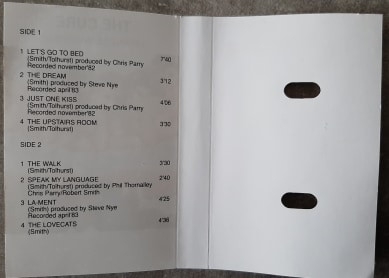 SIDE 1
1 LET'S GO TO BED
(Smith/Tolhurst) produced by Chris Parry 7'40
Recorded november'82
2 THE DREAM 3'12
(Smith) produced by Steve Nye
Recorded april'83
3 JUST ONE KISS 4'06
(Smith/Tolhurst) produced by Chris Parry
Recorded november'82
4 THE UPSTAIRS ROOM 3'30
(Smith/Tolhurst)
SIDE 2
1 THE WALK 3'30
(Smith/Tolhurst)
2 SPEAK MY LANGUAGE 2'40
(Smith/Tolhurst) produced by Phil Thornalley
Chris Parry/Robert Smith
3 LA-MENT 4'25
(Smith) produced by Steve Nye
Recorded april'83
4 THE LOVECATS 4'36
(Smith)